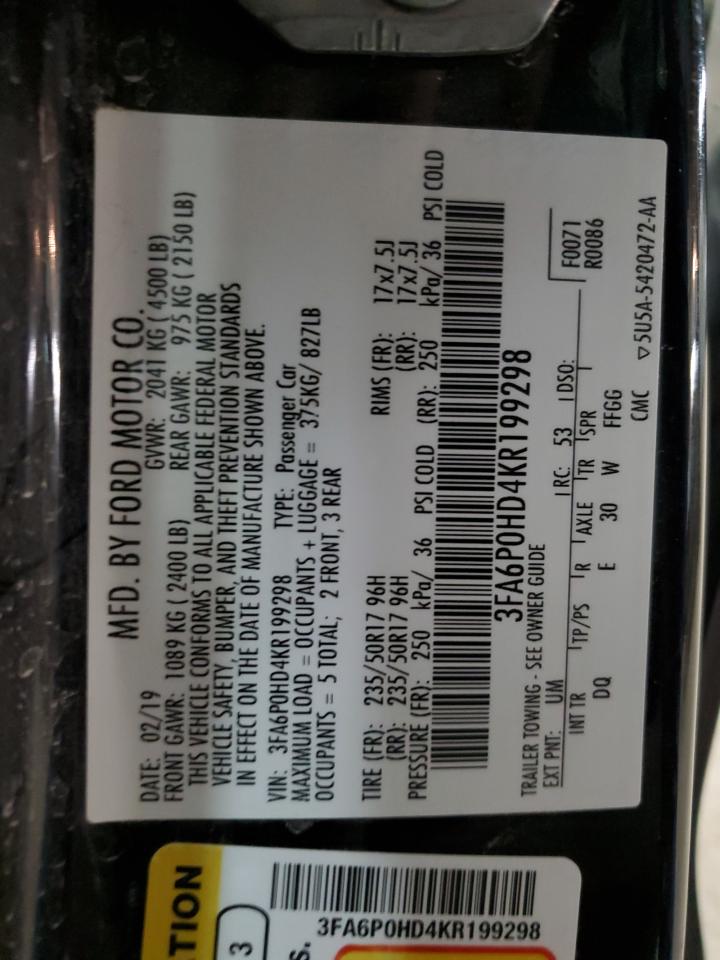 MFD. BY FORD MOTOR CO.
DATE: 02/19 GVWR: 2041 KG ( 4500 LB)
FRONT GAWR: 1089 KG ( 2400 LB) REAR GAWR: 975 KG ( 2150 LB)
THIS VEHICLE CONFORMS TO ALL APPLICABLE FEDERAL MOTOR
VEHICLE SAFETY, BUMPER, AND THEFT PREVENTION STANDARDS
IN EFFECT ON THE DATE OF MANUFACTURE SHOWN ABOVE.
VIN: 3FA6P0HD4KR199298 TYPE: Passenger Car
MAXIMUM LOAD = OCCUPANTS + LUGGAGE = 375KG/ 827LB
OCCUPANTS = 5 TOTAL; 2 FRONT, 3 REAR
TIRE (FR): 235/50R17 96H RIMS (FR): 17x7.5J
(RR): 235/50R17 96H (RR): 17x7.5J
PRESSURE (FR): 250 kPa/ 36 PSI COLD (RR): 250 kPa/ 36 PSI COLD
3FA6P0HD4KR199298
TRAILER TOWING - SEE OWNER GUIDE
EXT PNT: UM RC: 53 DSO: F0071
R0086
INT TR TP/PS R AXLE TR SPR
DQ E 30 W FFGG
CMC
▽5U5A-5420472-AA
TION
3
s.
3FA6P0HD4KR199298